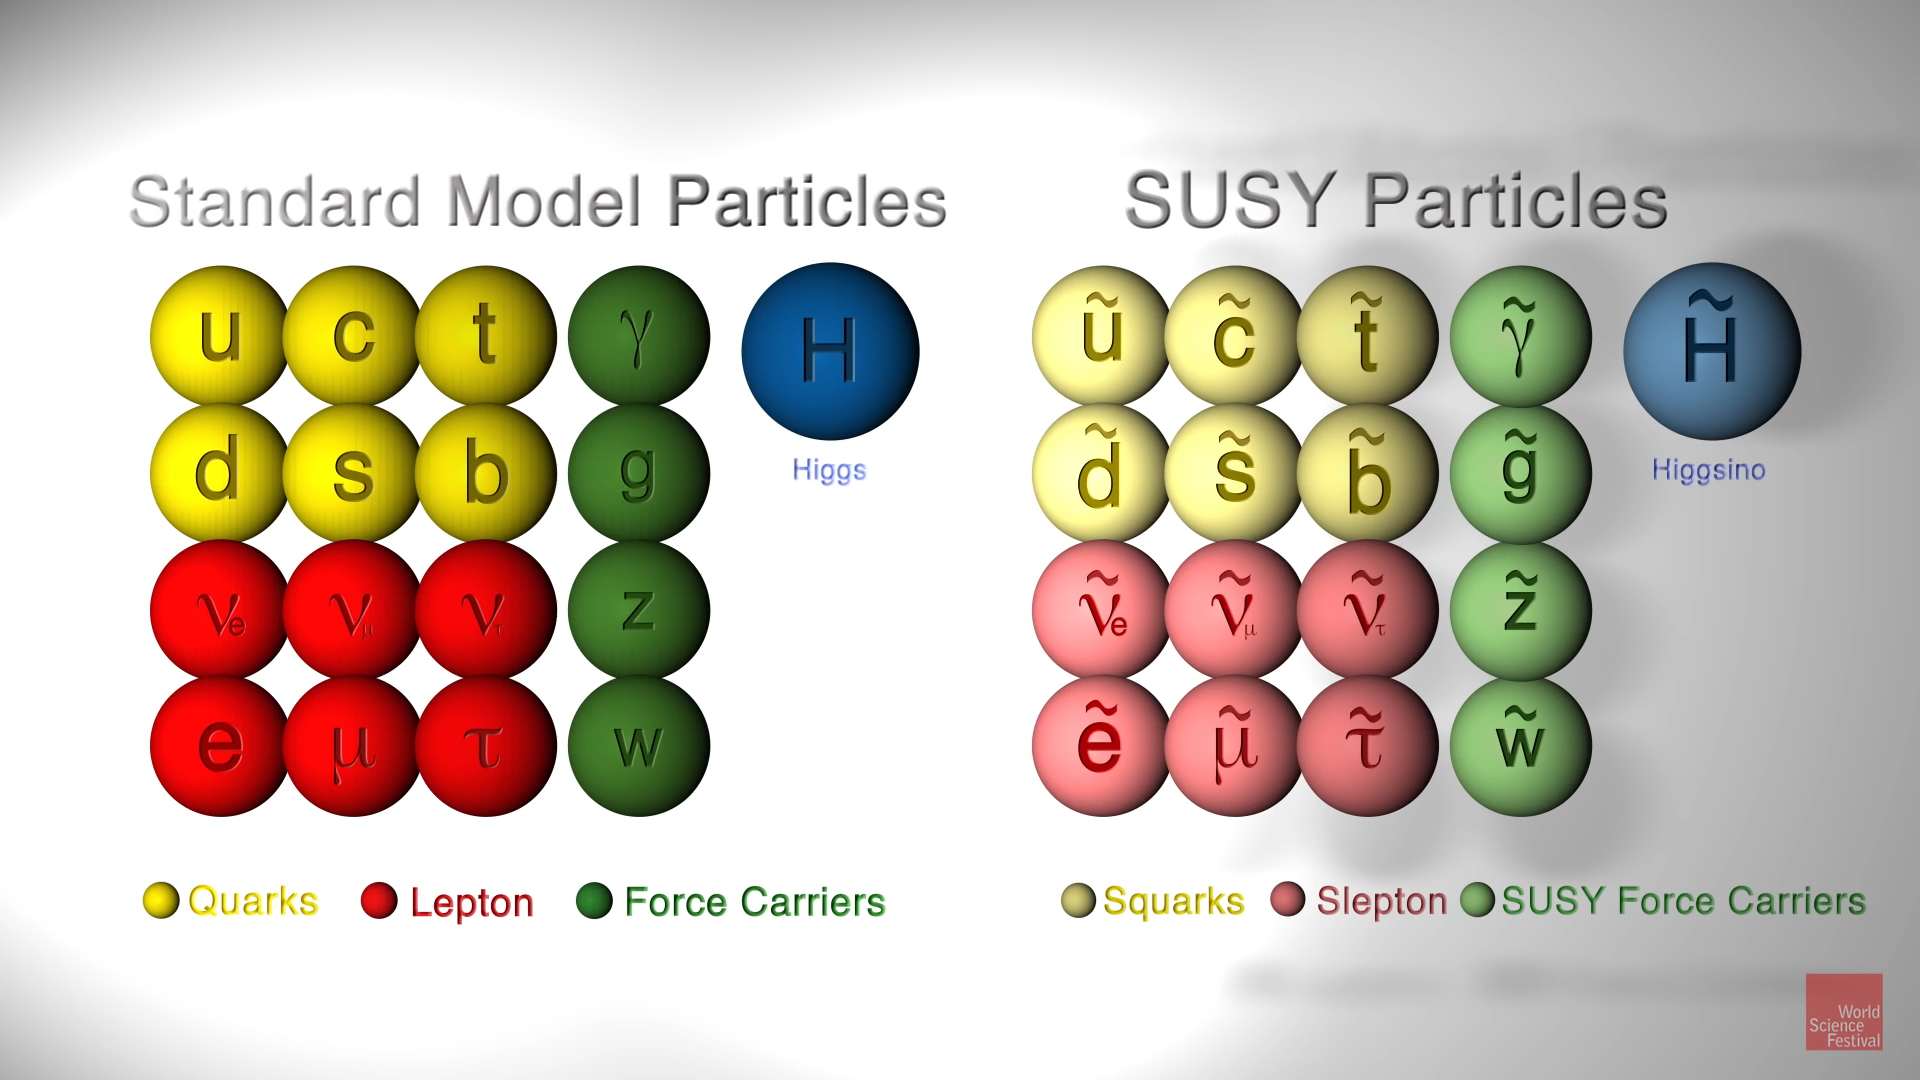 Standard Model Particles
SUSY Particles
u c t γ H
d s b g
Higgs
νe νμ ντ z
e μ τ w
ũ c̃ t̃ γ̃ H̃
d̃ s̃ b̃ g̃
Higgsino
ν̃e ν̃μ ν̃τ z̃
ẽ μ̃ τ̃ w̃
Quarks Lepton Force Carriers
Squarks Slepton SUSY Force Carriers
World
Science
Festival